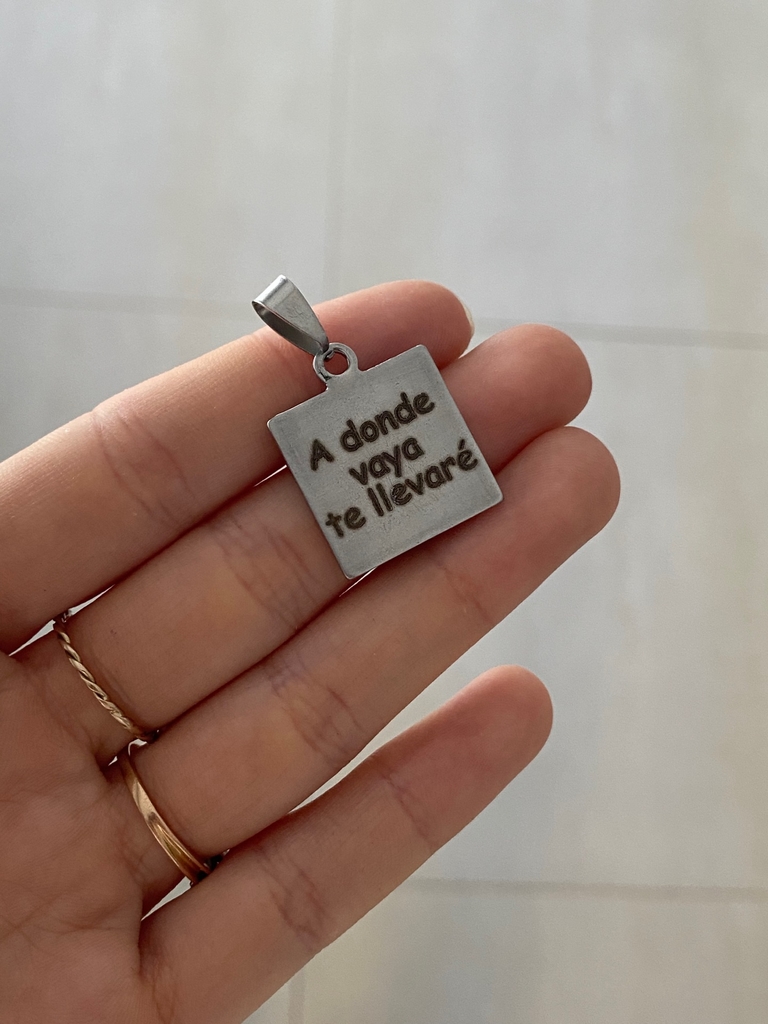 A donde
vaya
te llevaré